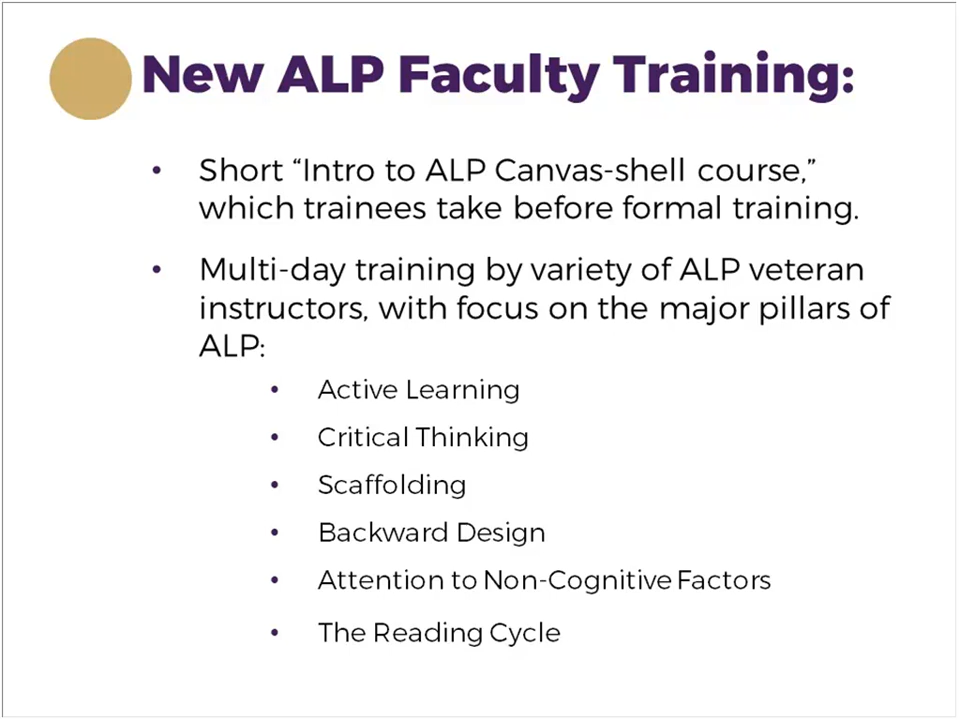 New ALP Faculty Training:
• Short “Intro to ALP Canvas-shell course,”
which trainees take before formal training.
• Multi-day training by variety of ALP veteran
instructors, with focus on the major pillars of
ALP:
• Active Learning
• Critical Thinking
• Scaffolding
• Backward Design
• Attention to Non-Cognitive Factors
• The Reading Cycle